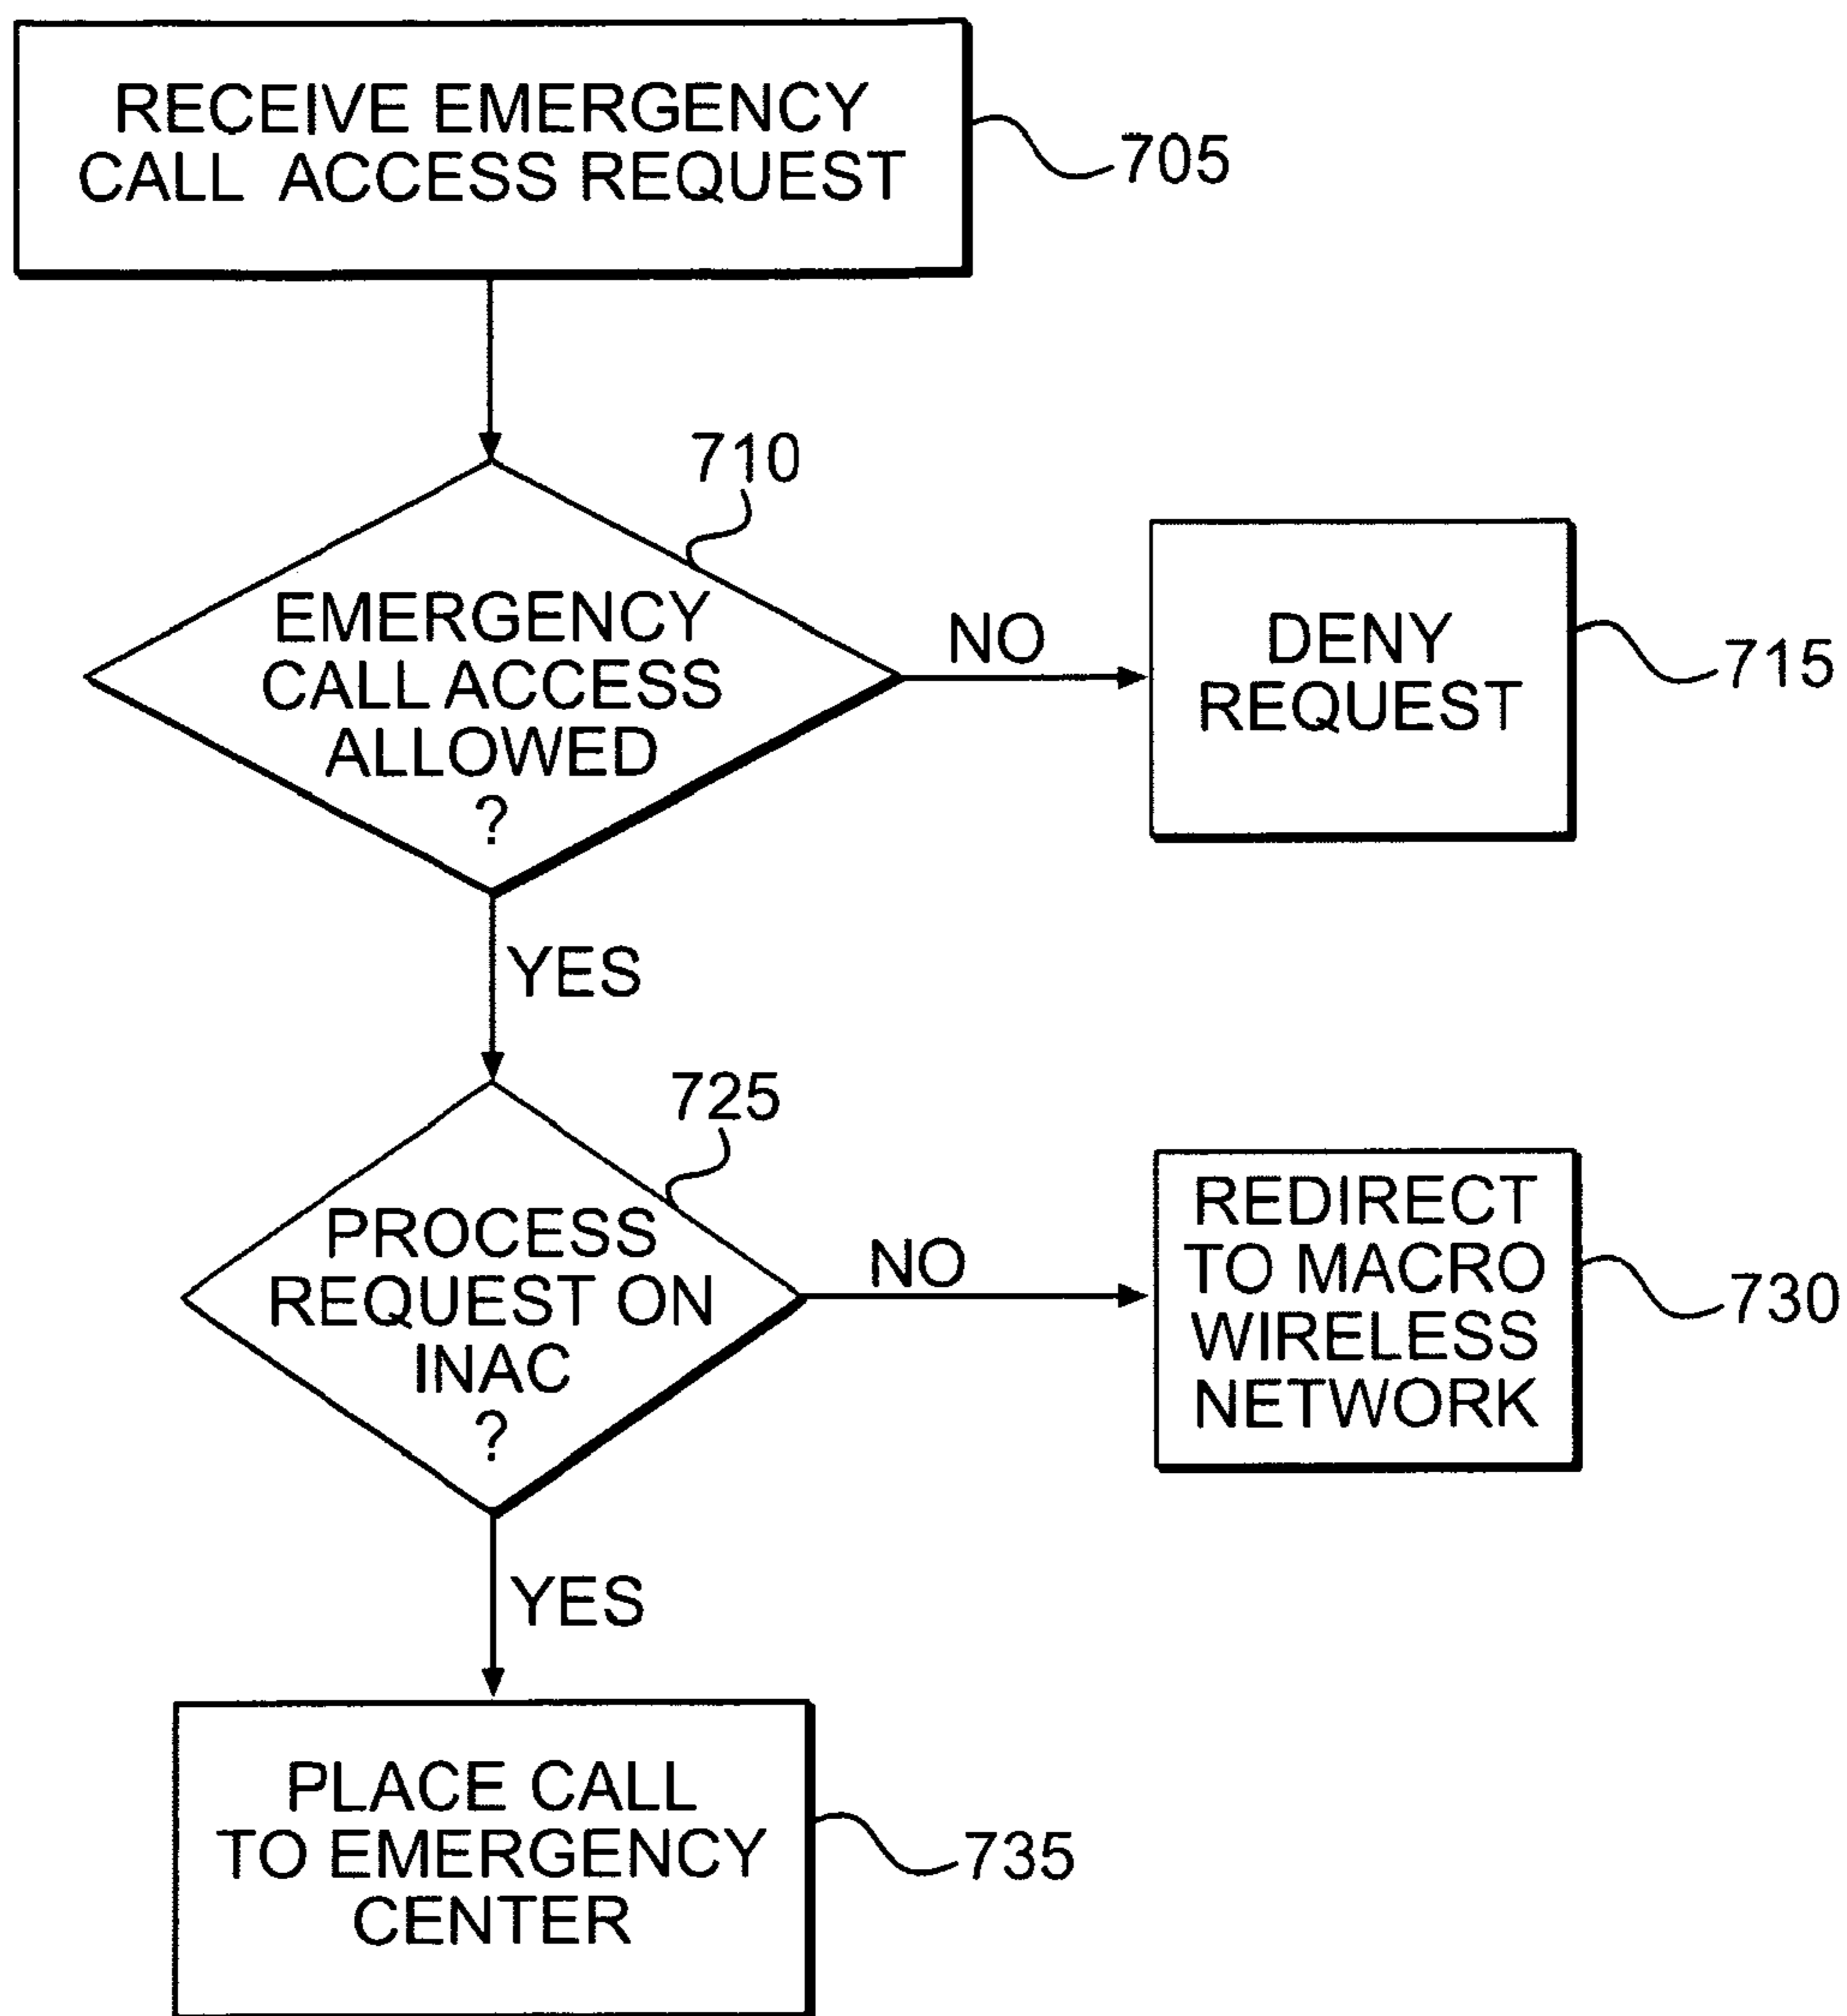 RECEIVE EMERGENCY
CALL ACCESS REQUEST
705
710
EMERGENCY
CALL ACCESS
ALLOWED
?
NO
DENY
REQUEST
715
YES
725
PROCESS
REQUEST ON
INAC
?
NO
REDIRECT
TO MACRO
WIRELESS
NETWORK
730
YES
PLACE CALL
TO EMERGENCY
CENTER
735